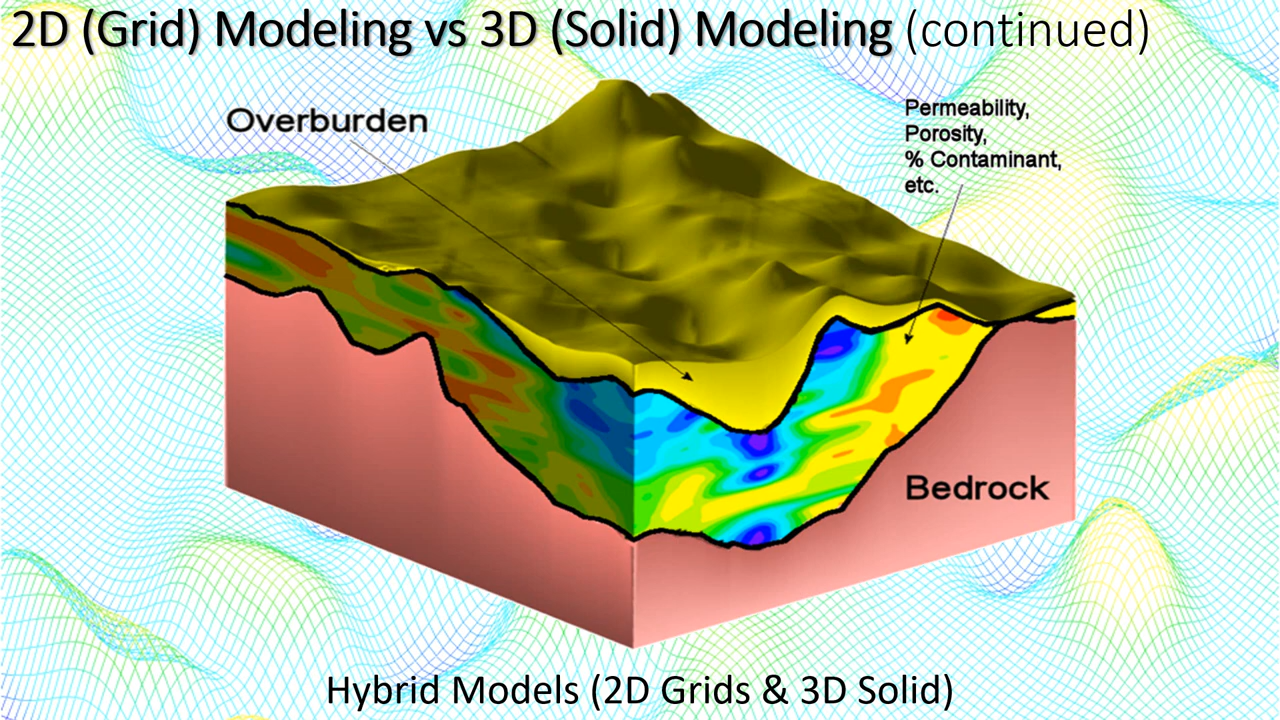 2D (Grid) Modeling vs 3D (Solid) Modeling (continued)
Overburden
Permeability,
Porosity,
% Contaminant,
etc.
Bedrock
Hybrid Models (2D Grids & 3D Solid)